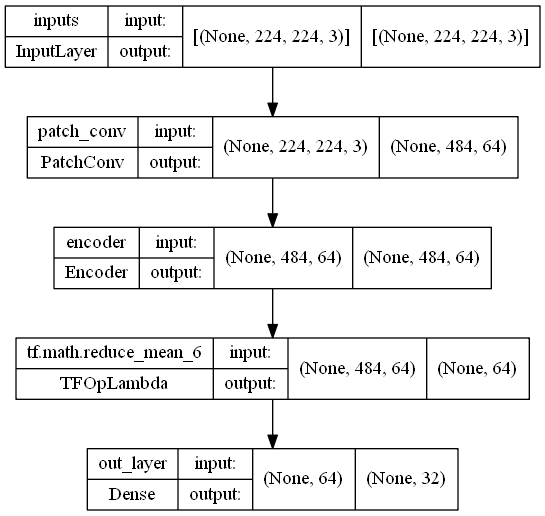 inputs input: [(None, 224, 224, 3)] [(None, 224, 224, 3)]
InputLayer output:
patch_conv input: (None, 224, 224, 3) (None, 484, 64)
PatchConv output:
encoder input: (None, 484, 64) (None, 484, 64)
Encoder output:
tf.math.reduce_mean_6 input: (None, 484, 64) (None, 64)
TFOpLambda output:
out_layer input: (None, 64) (None, 32)
Dense output: